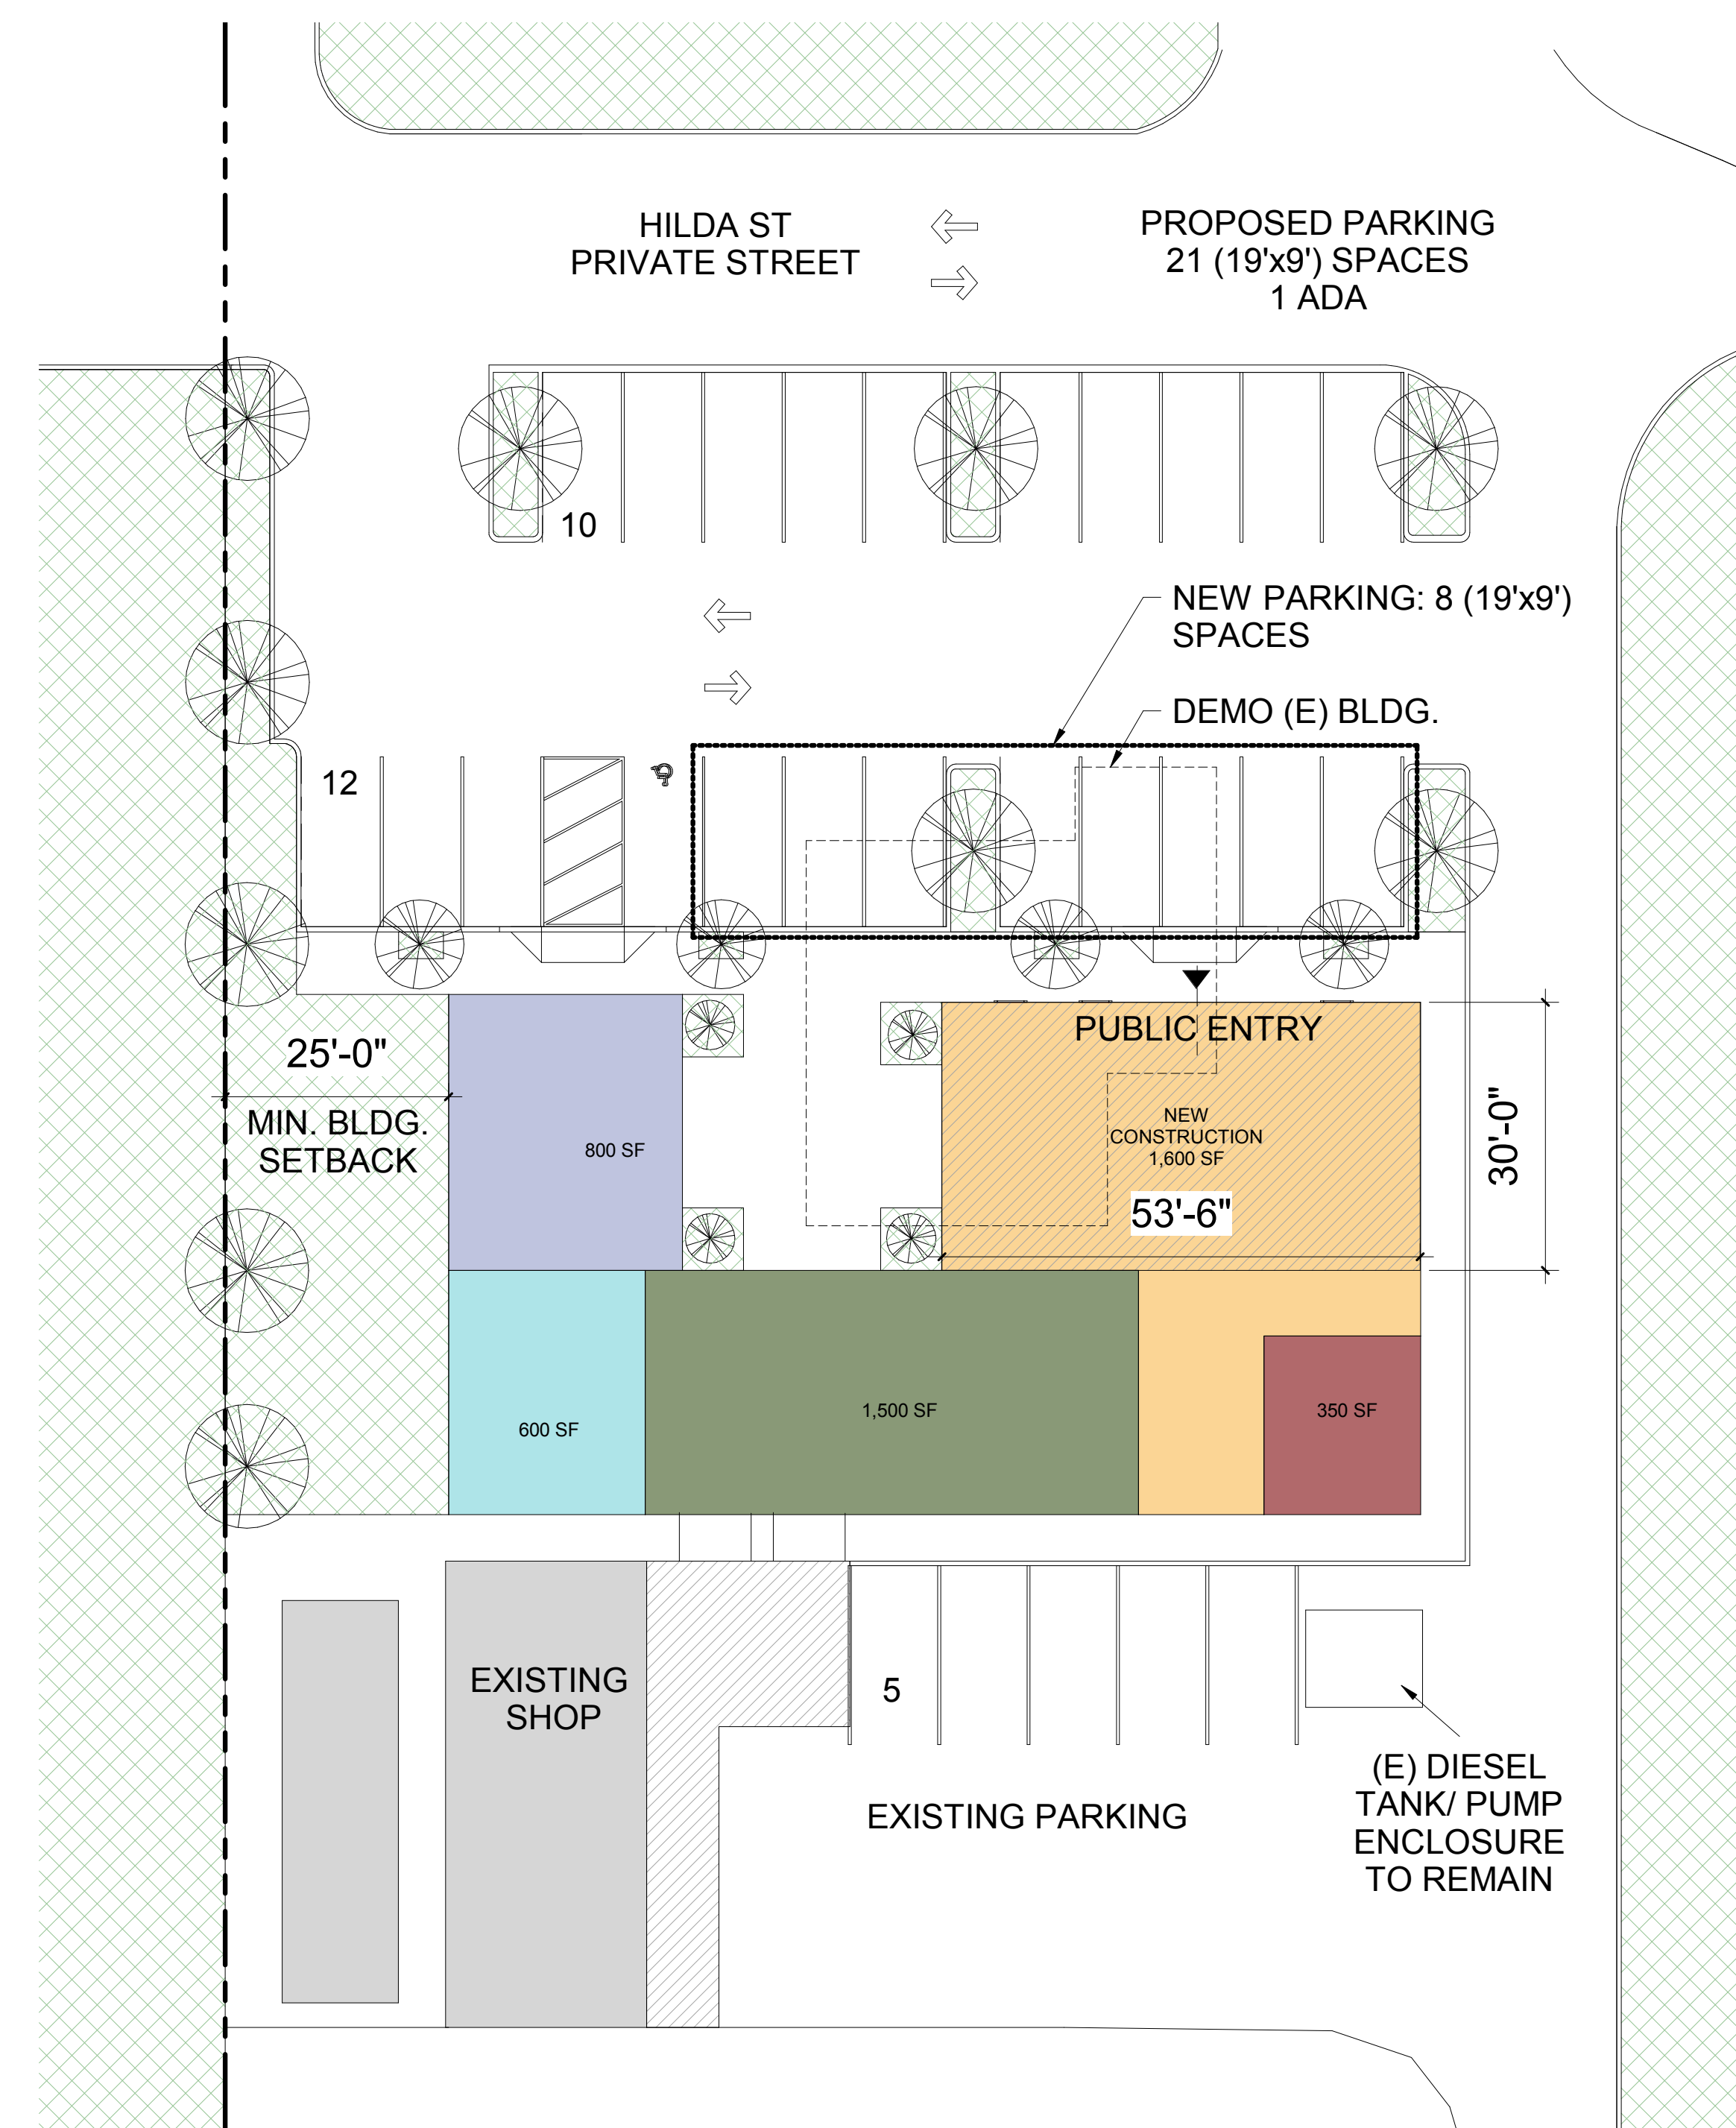 HILDA ST
PRIVATE STREET
PROPOSED PARKING
21 (19'x9') SPACES
1 ADA
10
NEW PARKING: 8 (19'x9')
SPACES
DEMO (E) BLDG.
12
PUBLIC ENTRY
25'-0"
MIN. BLDG.
SETBACK
800 SF
NEW
CONSTRUCTION
1,600 SF
53'-6"
30'-0"
600 SF
1,500 SF
350 SF
EXISTING
SHOP
5
EXISTING PARKING
(E) DIESEL
TANK/ PUMP
ENCLOSURE
TO REMAIN